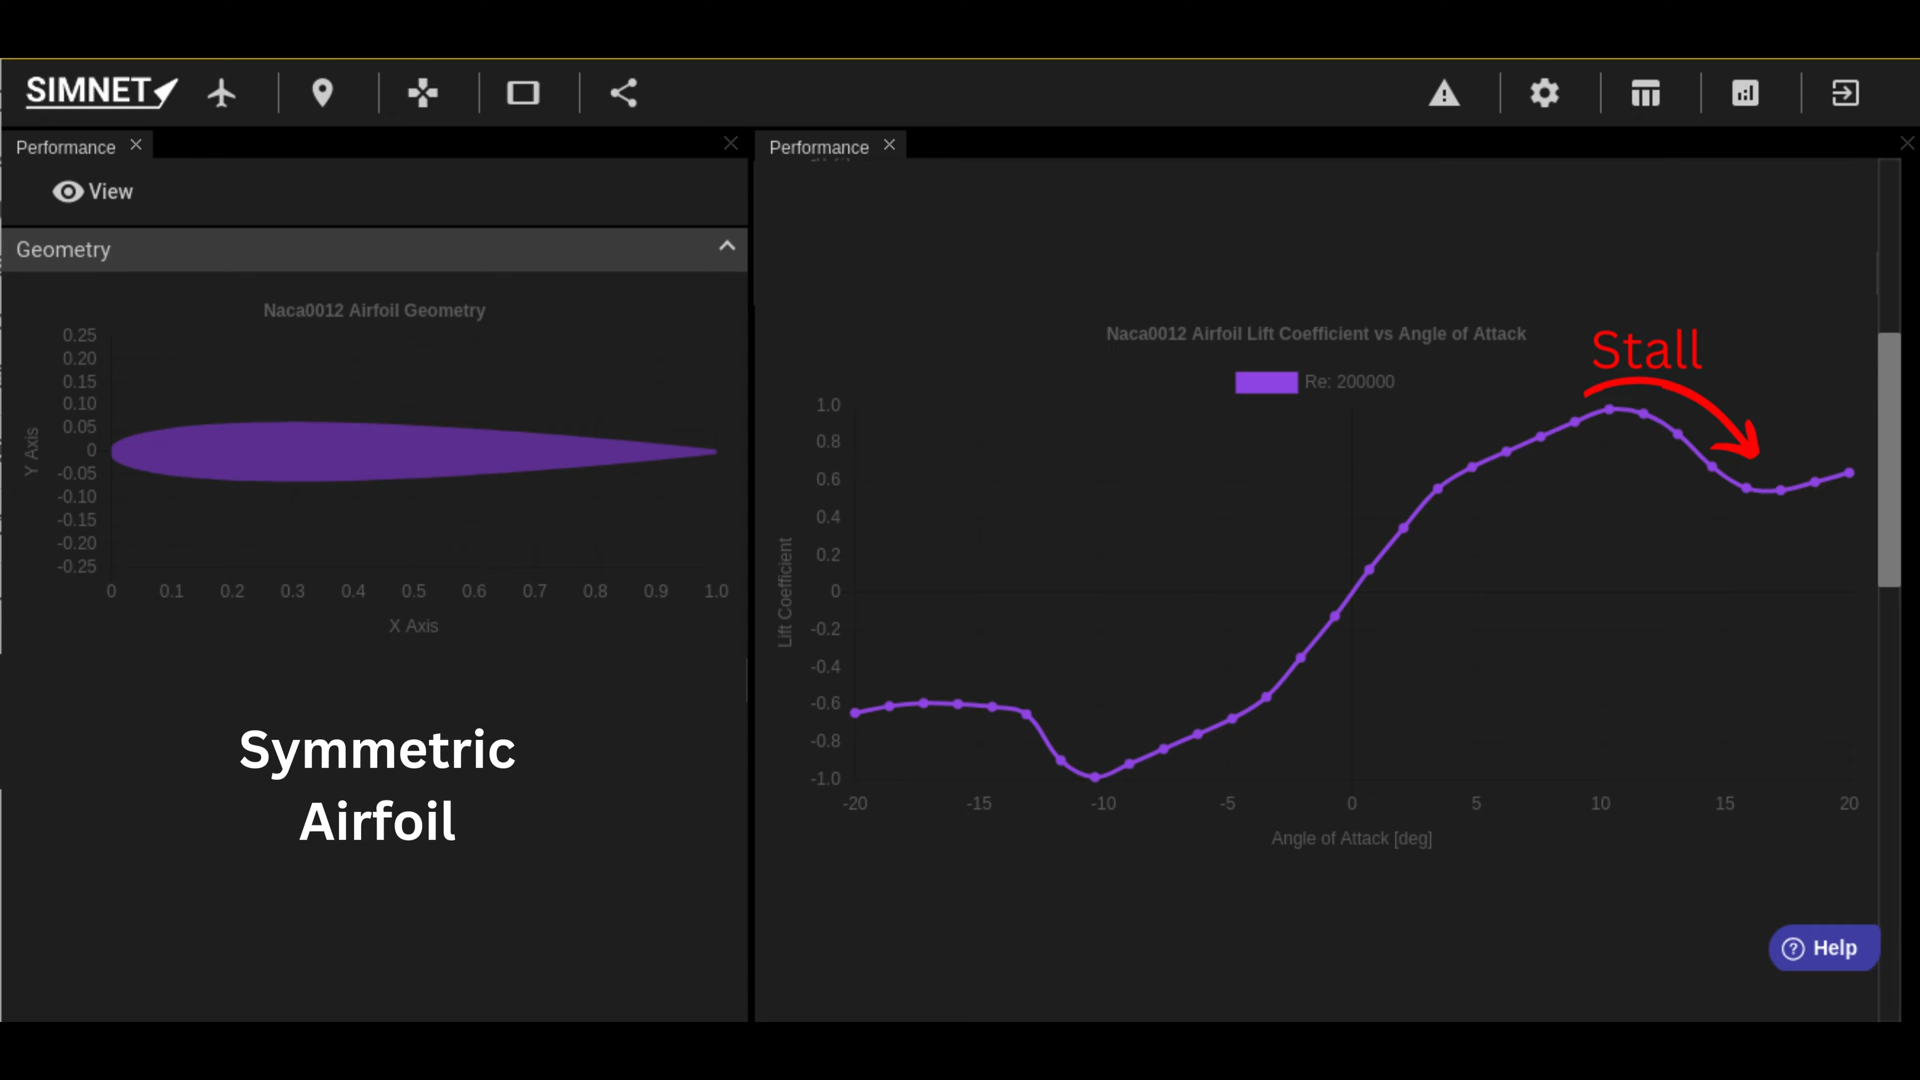 SIMNET
Performance
Performance
View
Geometry
Naca0012 Airfoil Geometry
0.25
0.20
0.15
0.10
0.05
0
-0.05
-0.10
-0.15
-0.20
-0.25
Y Axis
0 0.1 0.2 0.3 0.4 0.5 0.6 0.7 0.8 0.9 1.0
X Axis
Symmetric
Airfoil
Naca0012 Airfoil Lift Coefficient vs Angle of Attack
Stall
Re: 200000
1.0
0.8
0.6
0.4
0.2
0
-0.2
-0.4
-0.6
-0.8
-1.0
Lift Coefficient
-20 -15 -10 -5 0 5 10 15 20
Angle of Attack [deg]
Help